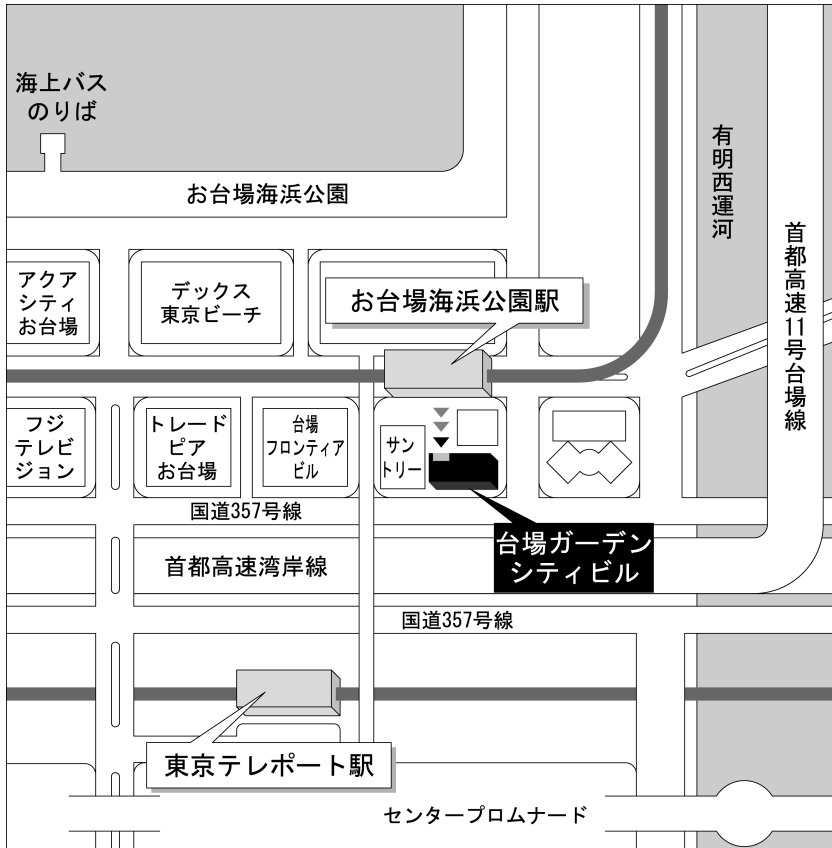 海上バス
のりば
お台場海浜公園
有明西運河
首都高速11号台場線
アクア
シティ
お台場
デックス
東京ビーチ
お台場海浜公園駅
フジ
テレビ
ジョン
トレード
ピア
お台場
台場
フロンティア
ビル
サン
トリー
国道357号線
台場ガーデン
シティビル
首都高速湾岸線
国道357号線
東京テレポート駅
センタープロムナード